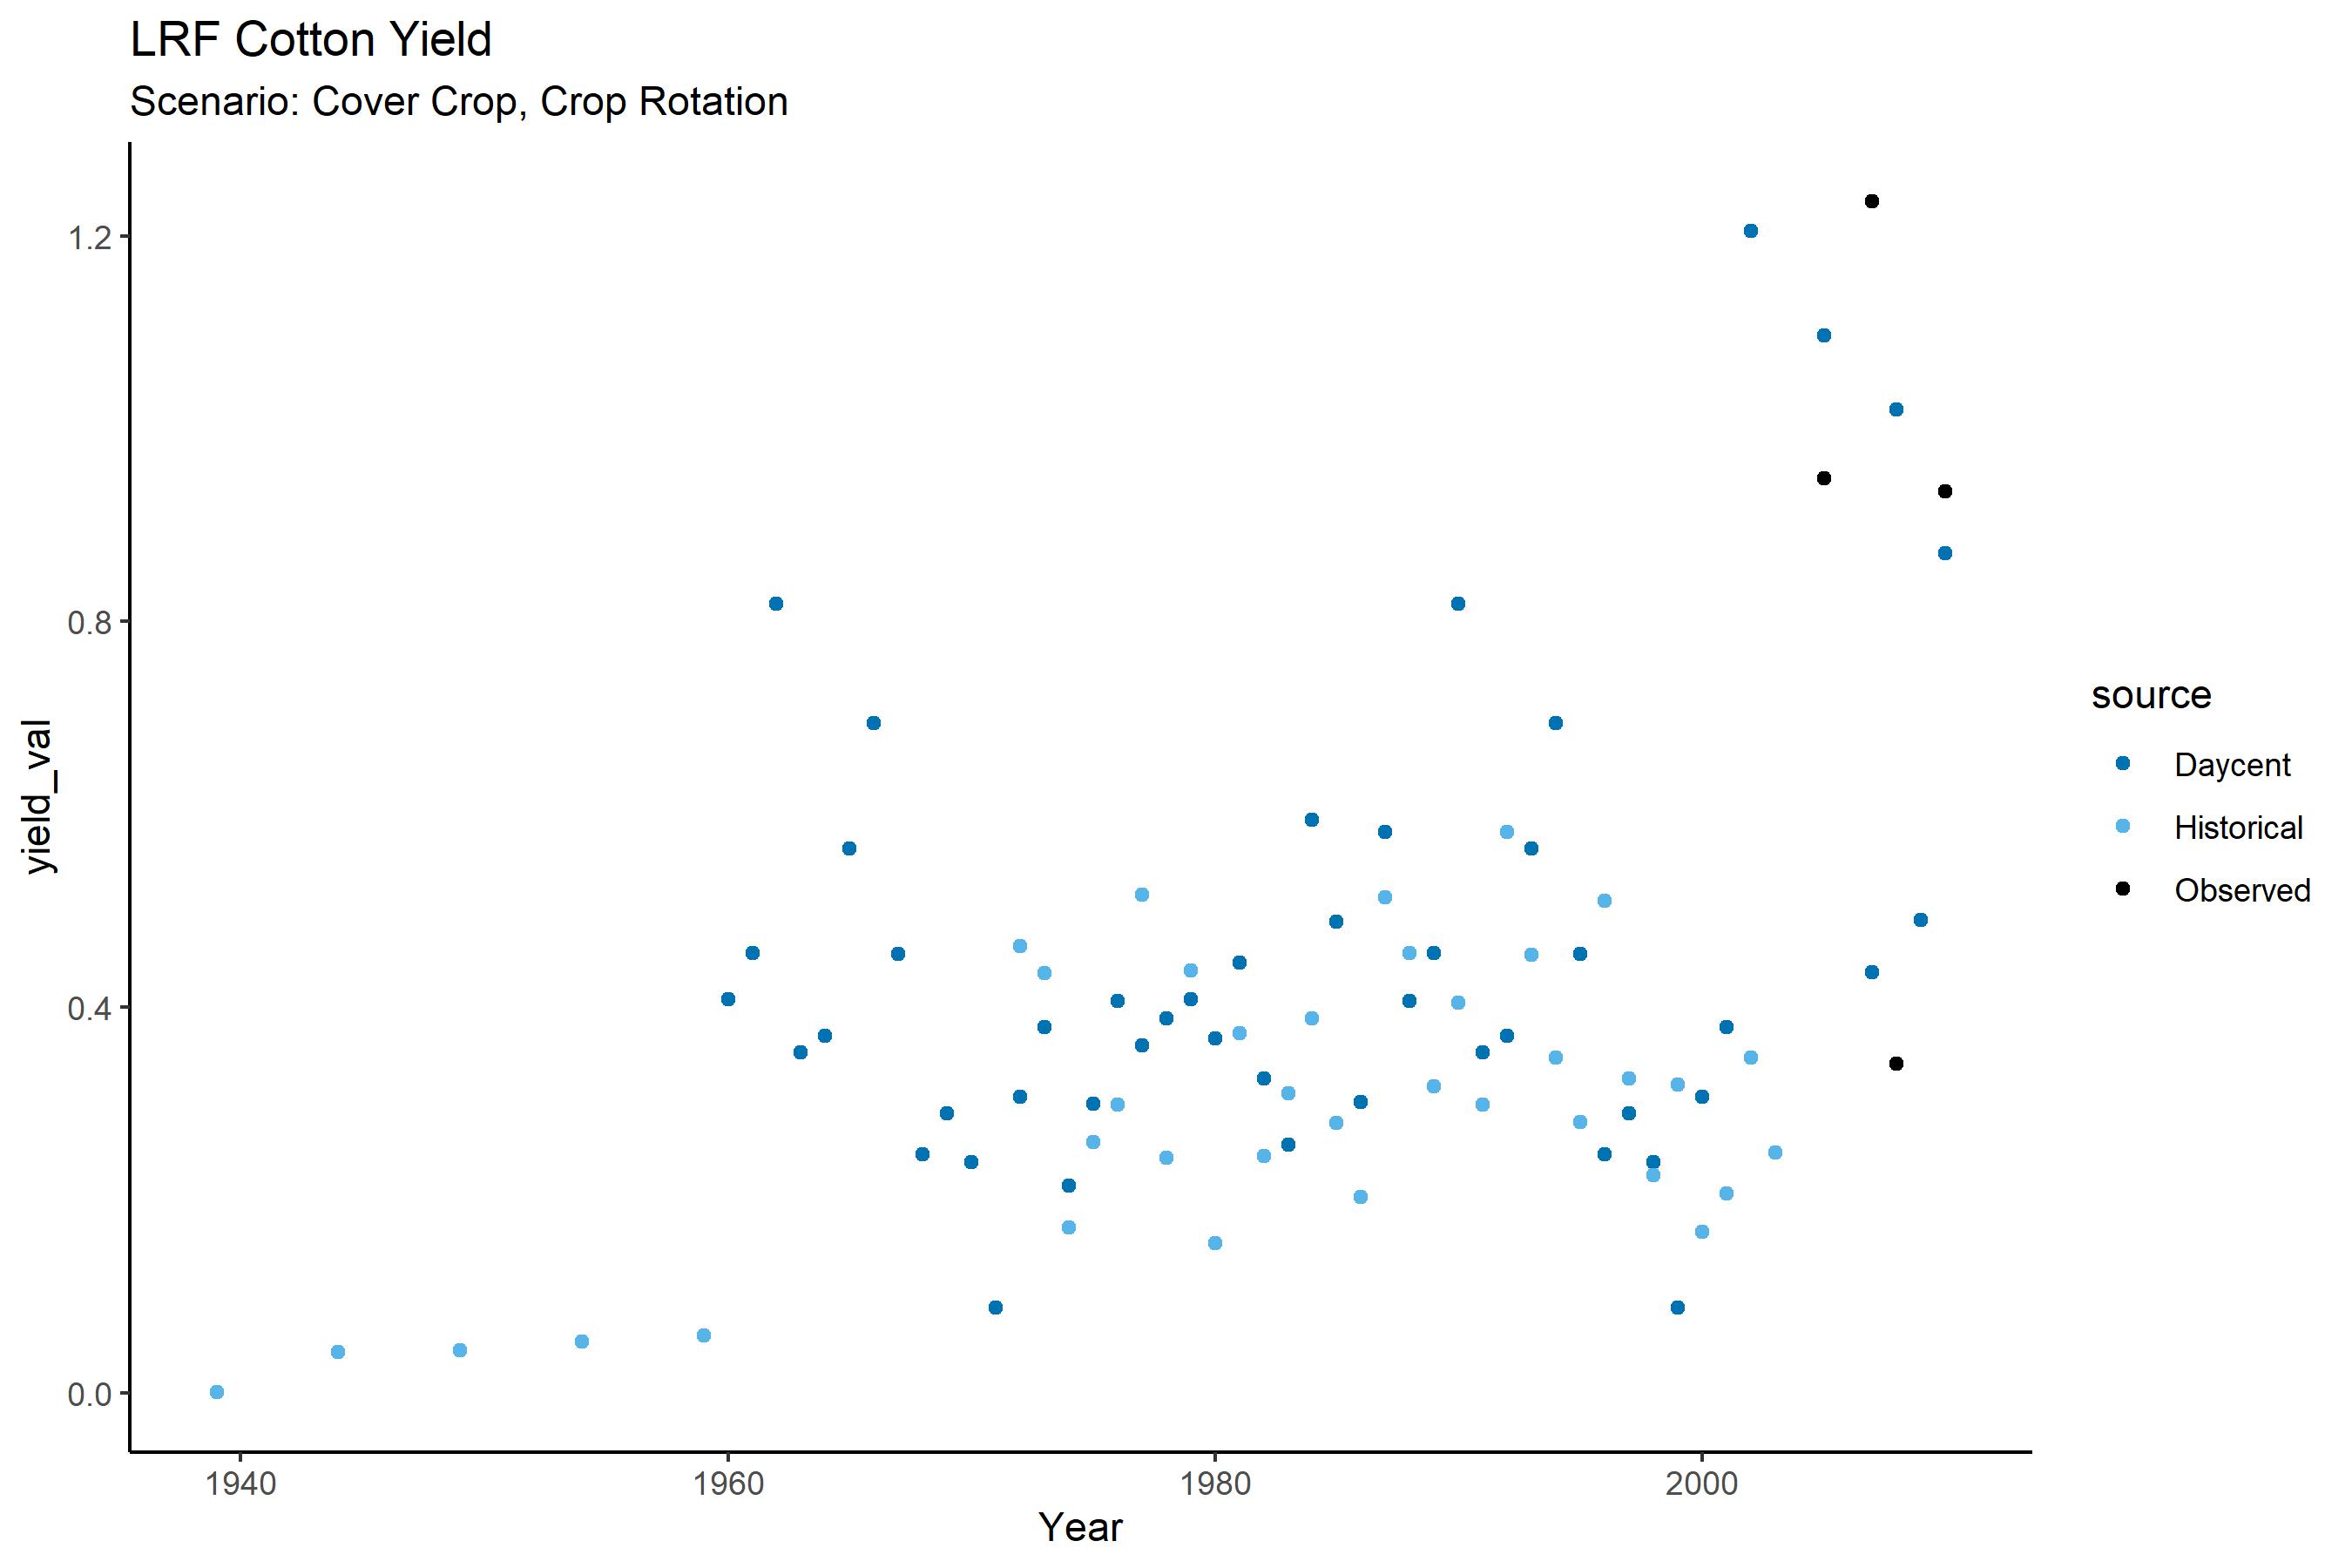 LRF Cotton Yield
Scenario: Cover Crop, Crop Rotation
1.2
0.8
0.4
0.0
yield_val
1940 1960 1980 2000
Year
source
Daycent
Historical
Observed